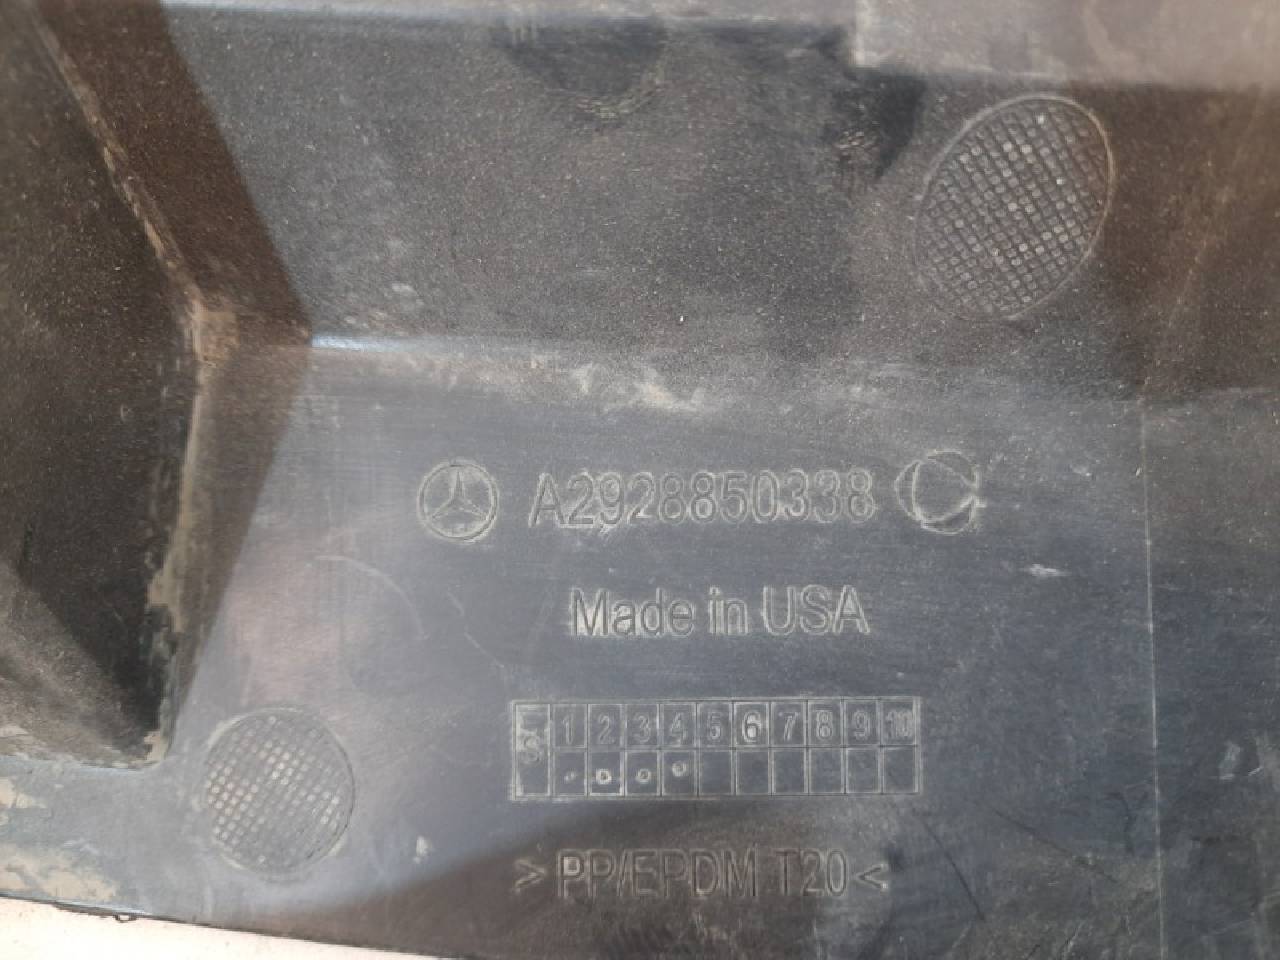 A2928850338
Made in USA
1 2 3 4 5 6 7 8 9 10
>PP/EPDM T20<